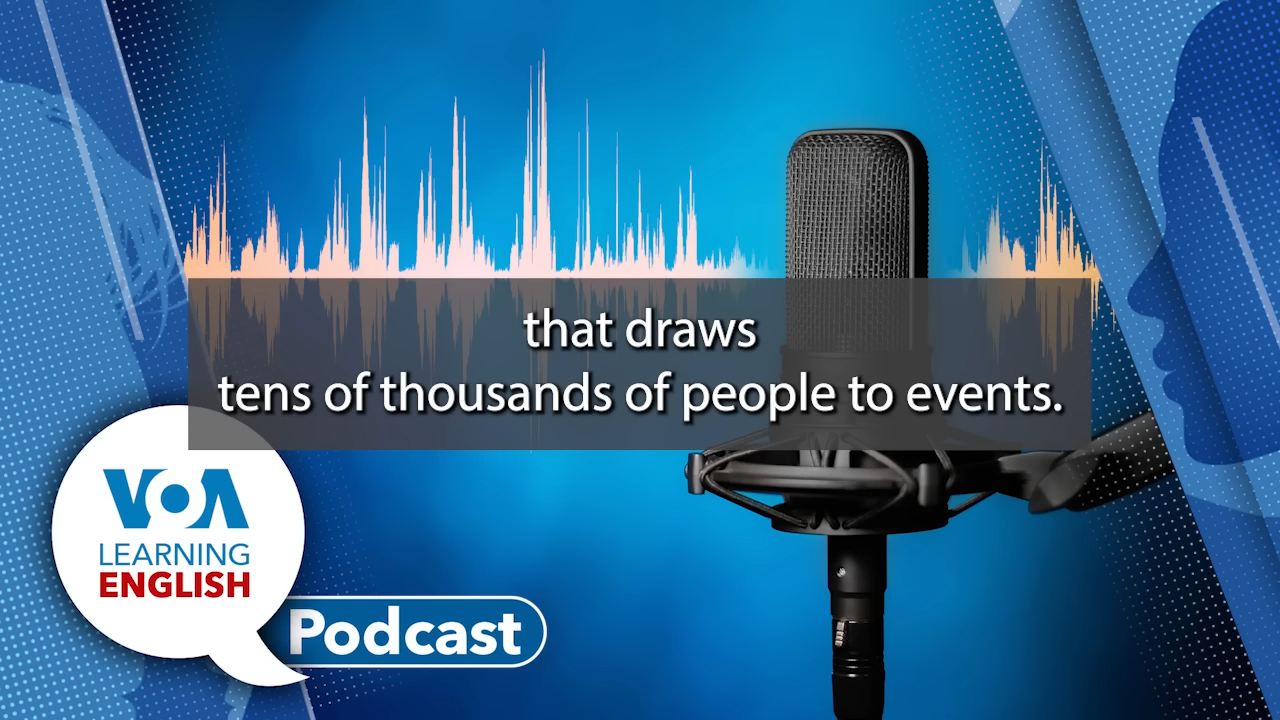 that draws
tens of thousands of people to events.
VOA
LEARNING
ENGLISH
Podcast